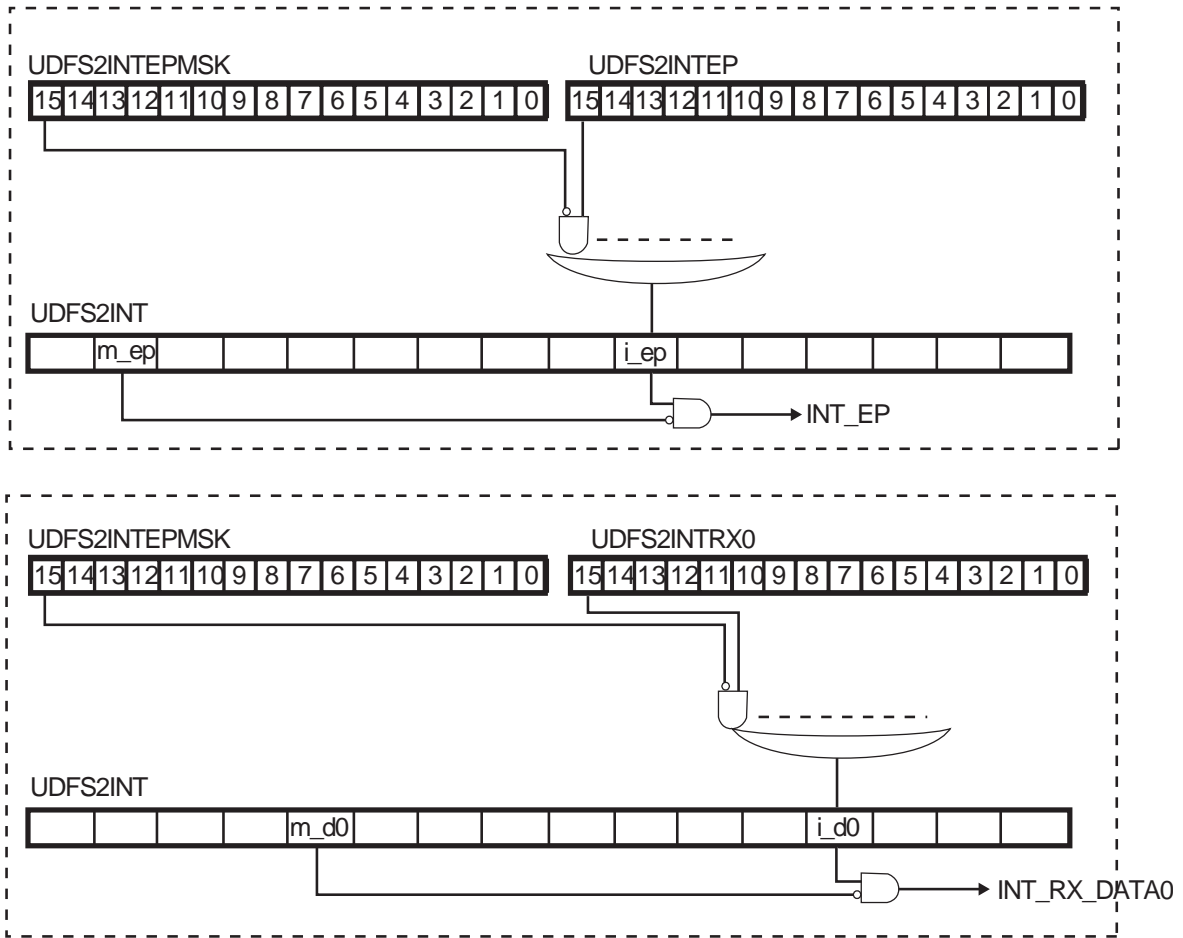 UDFS2INTEPMSK UDFS2INTEP
15 14 13 12 11 10 9 8 7 6 5 4 3 2 1 0 15 14 13 12 11 10 9 8 7 6 5 4 3 2 1 0
UDFS2INT
m_ep i_ep
INT_EP
UDFS2INTEPMSK UDFS2INTRX0
15 14 13 12 11 10 9 8 7 6 5 4 3 2 1 0 15 14 13 12 11 10 9 8 7 6 5 4 3 2 1 0
UDFS2INT
m_d0 i_d0
INT_RX_DATA0